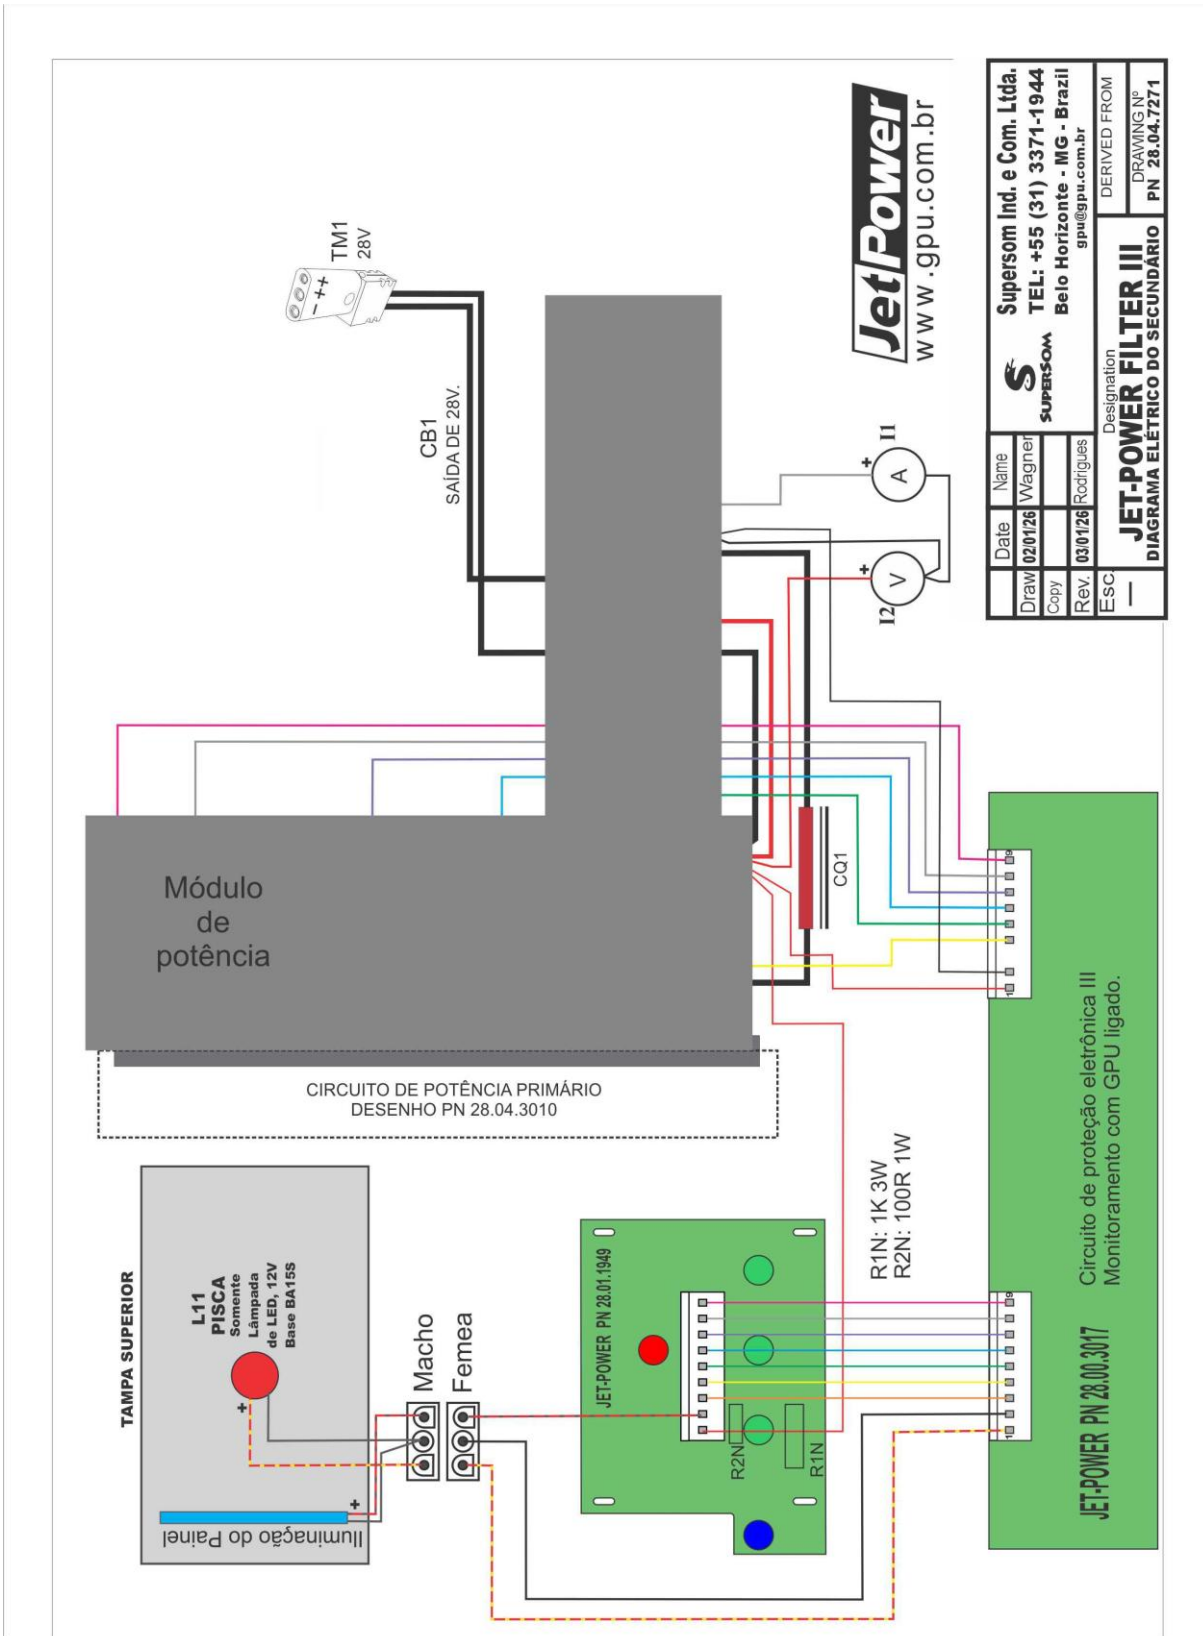 TAMPA SUPERIOR
L11
PISCA
Somente
Lâmpada
de LED, 12V
Base BA15S
+
Iluminação do Painel
+
Macho
Femea
Módulo
de
potência
CIRCUITO DE POTÊNCIA PRIMÁRIO
DESENHO PN 28.04.3010
TM1
28V
- ++
CB1
SAÍDA DE 28V.
JET-POWER PN 28.01.1949
R2N
R1N
R1N: 1K 3W
R2N: 100R 1W
CQ1
I2
V
+
A
+
I1
1
9
1
9
JET-POWER PN 28.00.3017
Circuito de proteção eletrônica III
Monitoramento com GPU ligado.
JetPower
www.gpu.com.br
Date
Name
Draw
02/01/26
Wagner
Copy
Rev.
03/01/26
Rodrigues
SUPERSOM
Supersom Ind. e Com. Ltda.
TEL: +55 (31) 3371-1944
Belo Horizonte - MG - Brazil
gpu@gpu.com.br
Esc.
—
Designation
JET-POWER FILTER III
DIAGRAMA ELÉTRICO DO SECUNDÁRIO
DERIVED FROM
DRAWING Nº
PN 28.04.7271